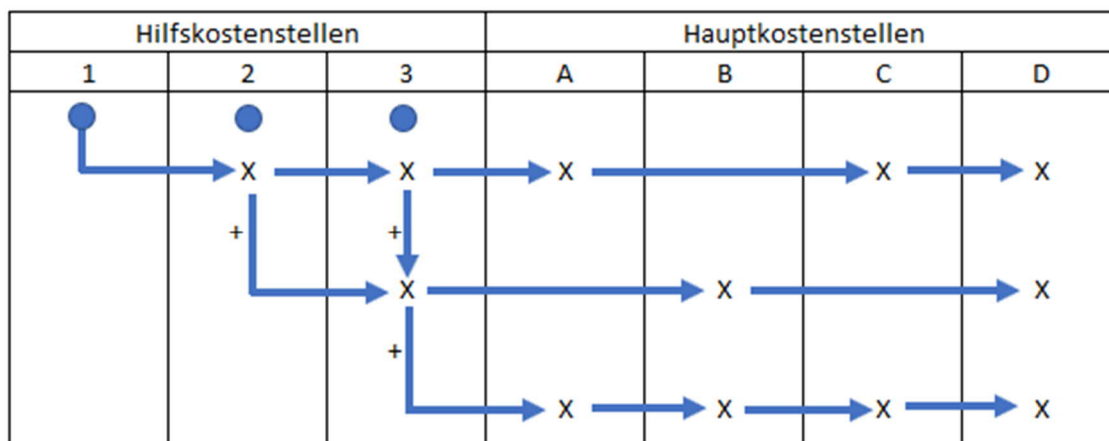 Hilfskostenstellen Hauptkostenstellen
1 2 3 A B C D
X X X X X
+ +
X X X
+
X X X X